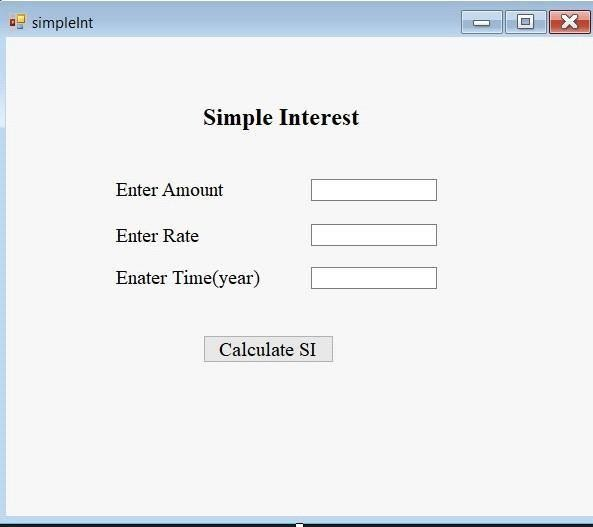 simpleInt
Simple Interest
Enter Amount
Enter Rate
Enater Time(year)
Calculate SI